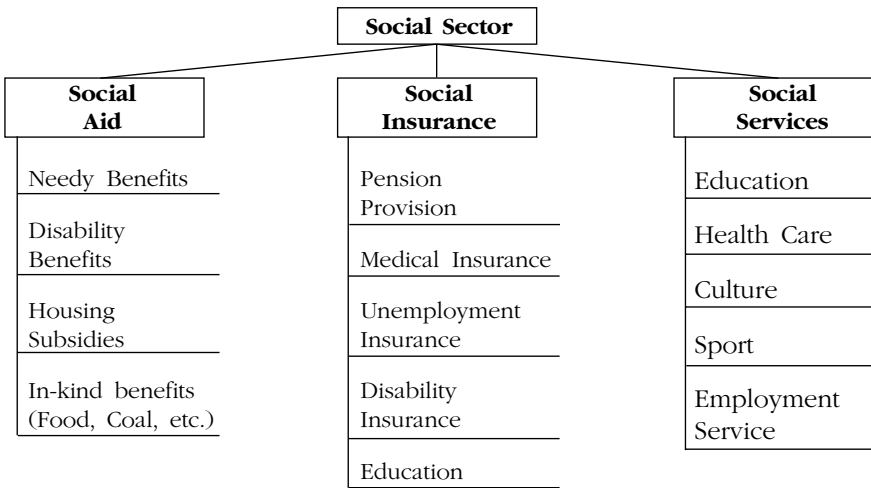 Social Sector
Social
Aid
Needy Benefits
Disability
Benefits
Housing
Subsidies
In-kind benefits
(Food, Coal, etc.)
Social
Insurance
Pension
Provision
Medical Insurance
Unemployment
Insurance
Disability
Insurance
Education
Social
Services
Education
Health Care
Culture
Sport
Employment
Service